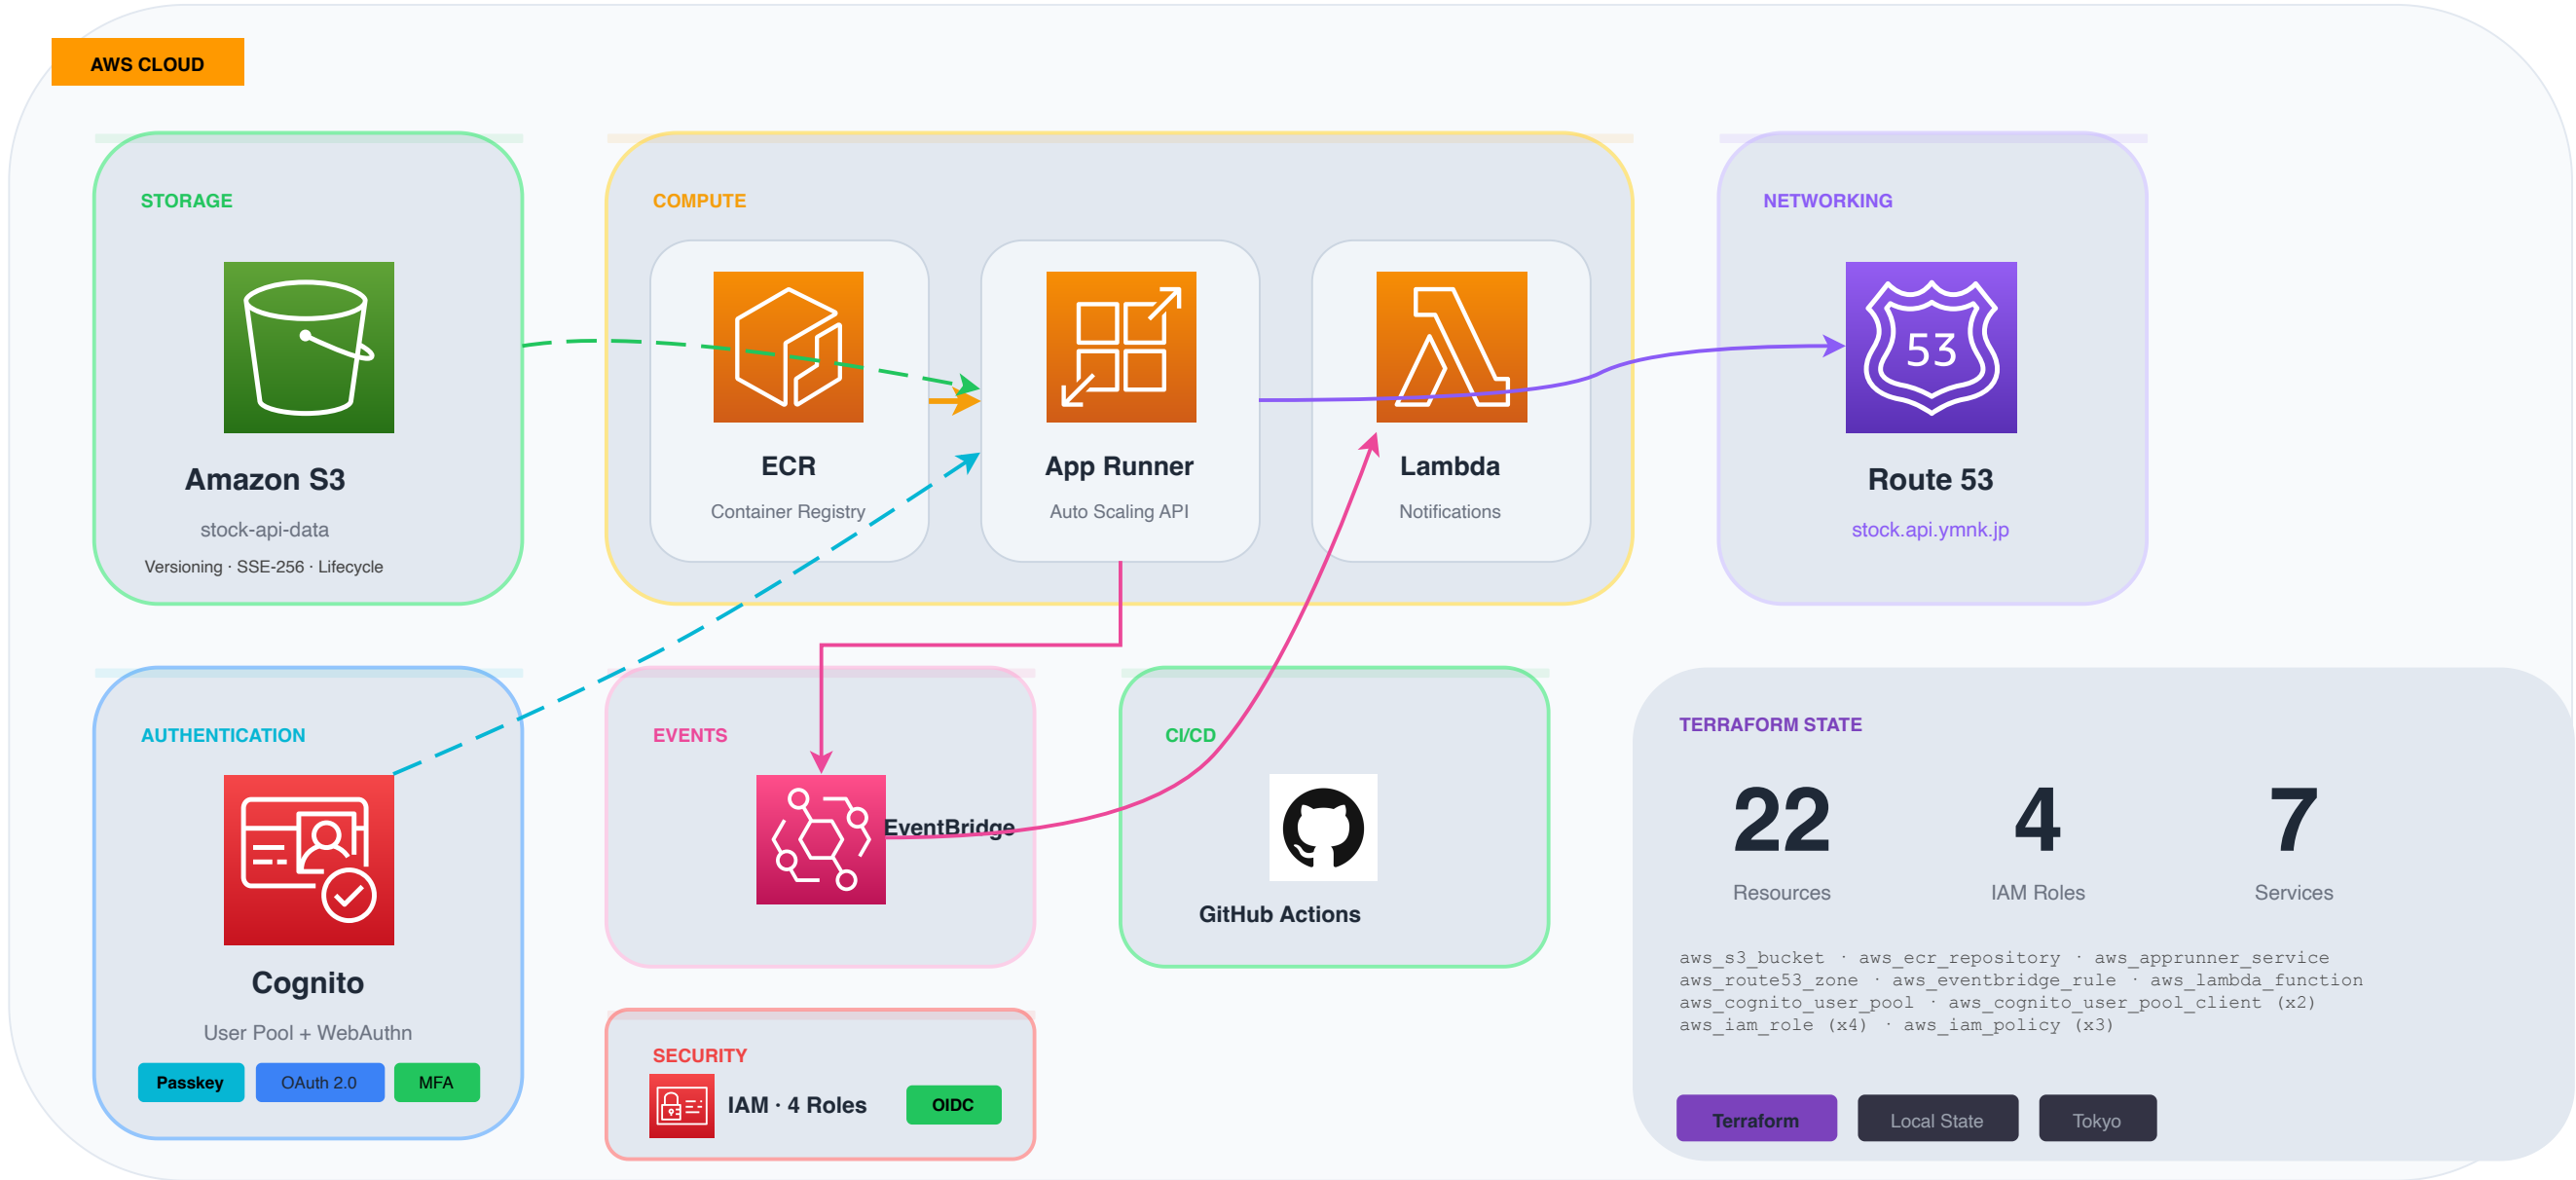 AWS CLOUD
STORAGE
Amazon S3
stock-api-data
Versioning · SSE-256 · Lifecycle
COMPUTE
ECR
Container Registry
App Runner
Auto Scaling API
Lambda
Notifications
NETWORKING
53
Route 53
stock.api.ymnk.jp
AUTHENTICATION
Cognito
User Pool + WebAuthn
Passkey
OAuth 2.0
MFA
EVENTS
EventBridge
CI/CD
GitHub Actions
SECURITY
IAM · 4 Roles
OIDC
TERRAFORM STATE
22
Resources
4
IAM Roles
7
Services
aws_s3_bucket · aws_ecr_repository · aws_apprunner_service
aws_route53_zone · aws_eventbridge_rule · aws_lambda_function
aws_cognito_user_pool · aws_cognito_user_pool_client (x2)
aws_iam_role (x4) · aws_iam_policy (x3)
Terraform
Local State
Tokyo